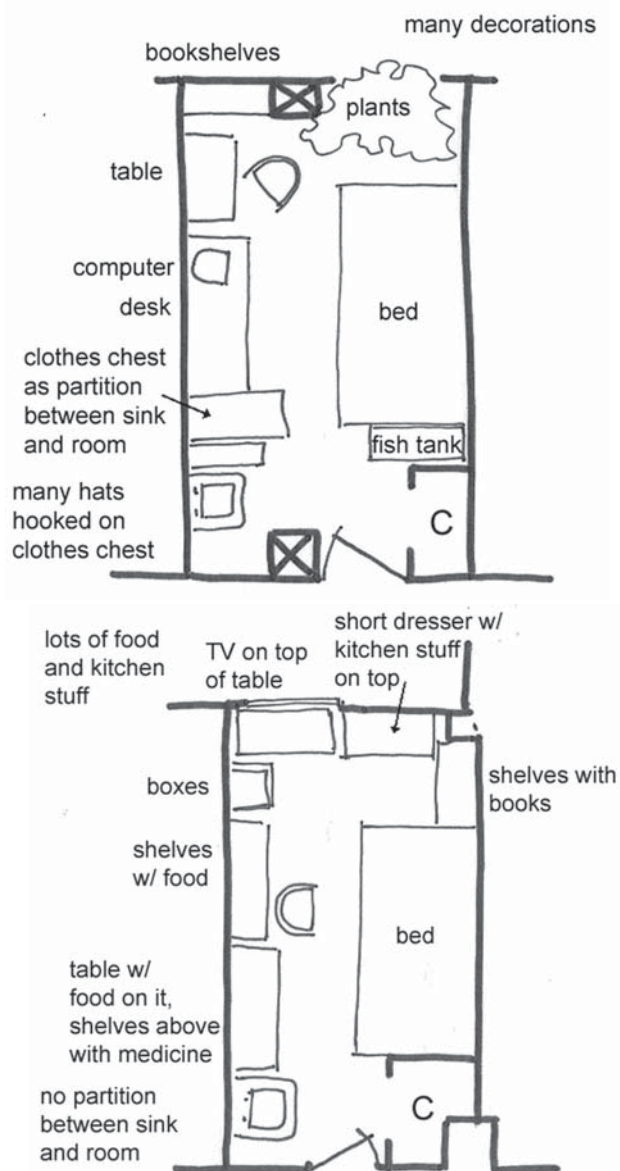 many decorations
bookshelves
plants
table
computer
desk
bed
clothes chest
as partition
between sink
and room
fish tank
many hats
hooked on
clothes chest
C
lots of food
and kitchen
stuff
TV on top
of table
short dresser w/
kitchen stuff
on top
boxes
shelves with
books
shelves
w/ food
bed
table w/
food on it,
shelves above
with medicine
no partition
between sink
and room
C